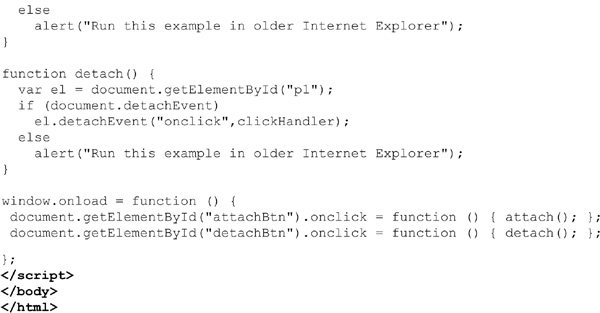 else
    alert("Run this example in older Internet Explorer");
}
function detach() {
  var el = document.getElementById("p1");
  if (document.detachEvent)
    el.detachEvent("onclick",clickHandler);
  else
    alert("Run this example in older Internet Explorer");
}
window.onload = function () {
 document.getElementById("attachBtn").onclick = function () { attach(); };
 document.getElementById("detachBtn").onclick = function () { detach(); };
};
</script>
</body>
</html>